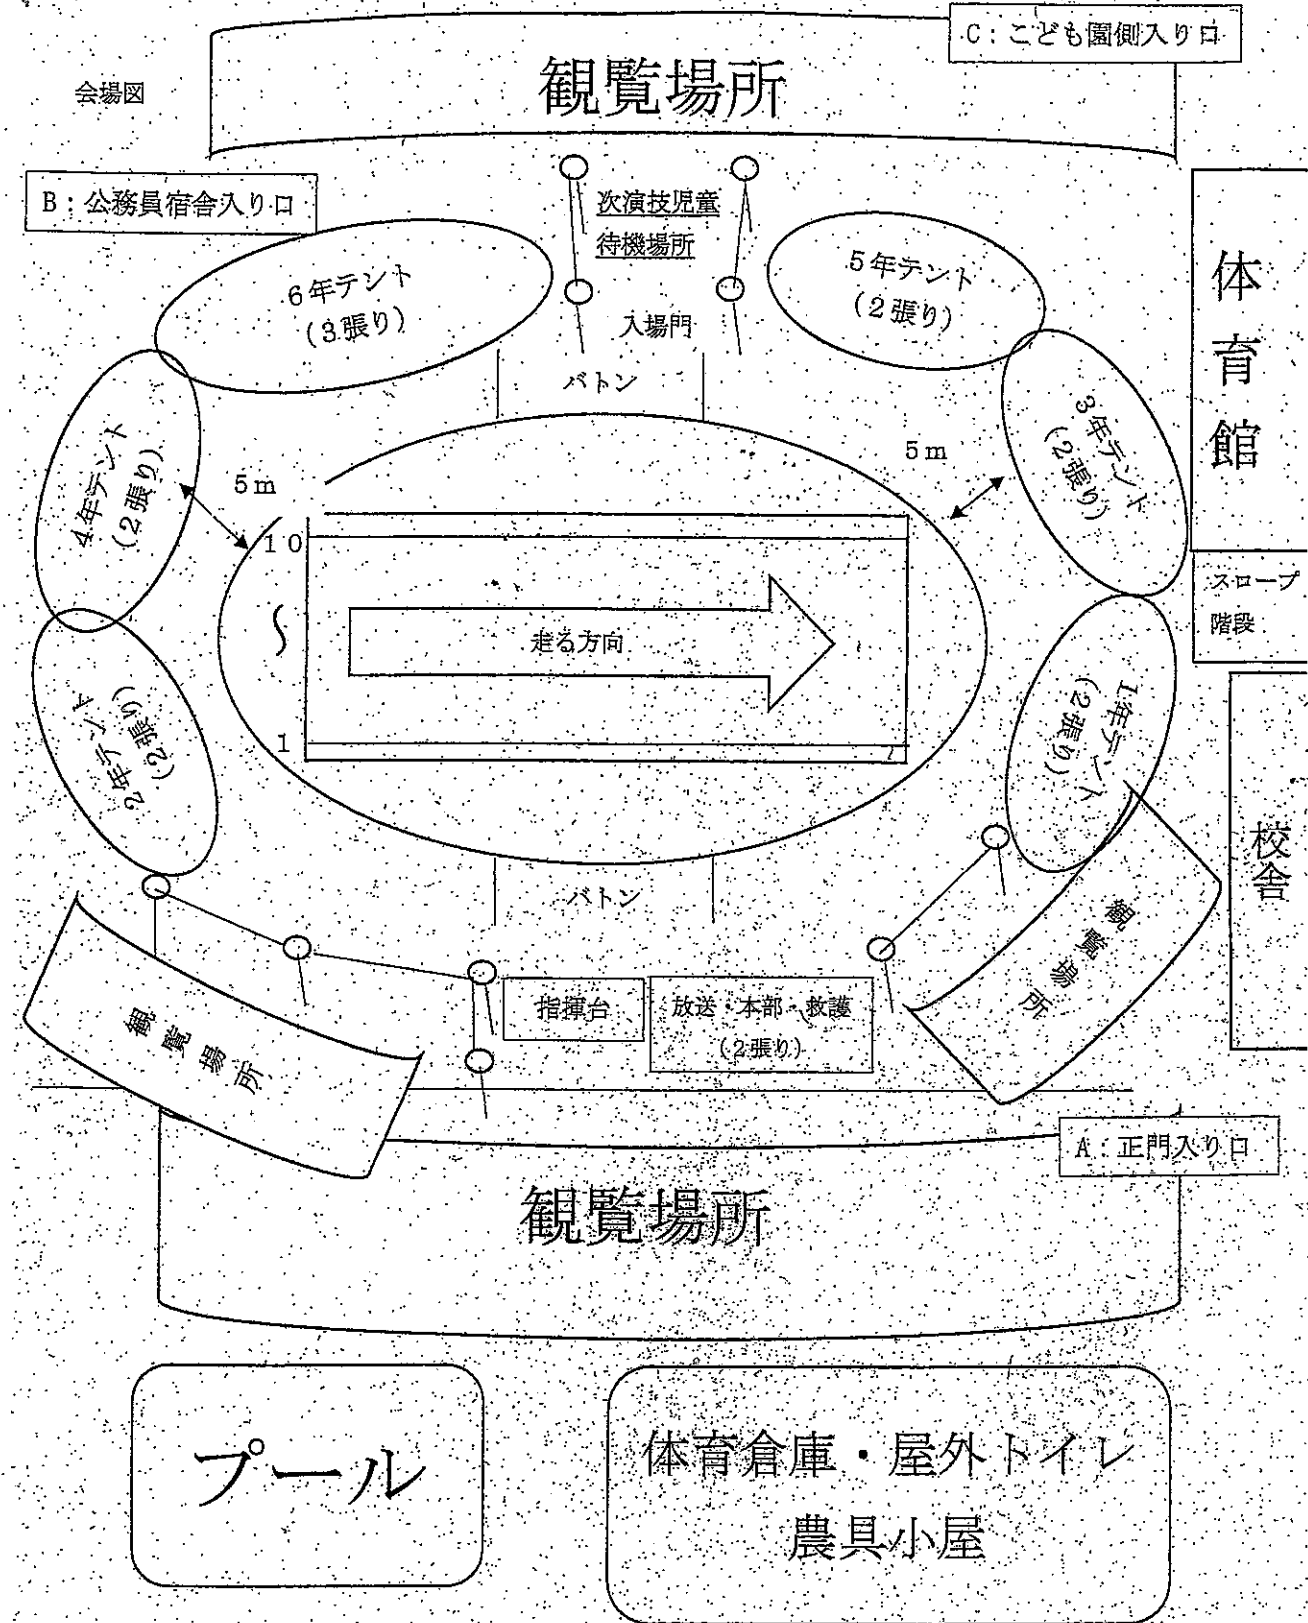 C：こども園側入り口
観覧場所
会場図
B：公務員宿舎入り口
次演技児童
待機場所
6年テント
（3張り）
5年テント
（2張り）
体育館
入場門
バトン
3年テント
（2張り）
4年テント
（2張り）
5m
5m
10
〜
1
走る方向
スロープ
階段
2年テント
（2張り）
1年テント
（2張り）
校舎
バトン
観覧場所
指揮台
放送・本部・救護
（2張り）
観覧場所
A：正門入り口
観覧場所
プール
体育倉庫・屋外トイレ
農具小屋